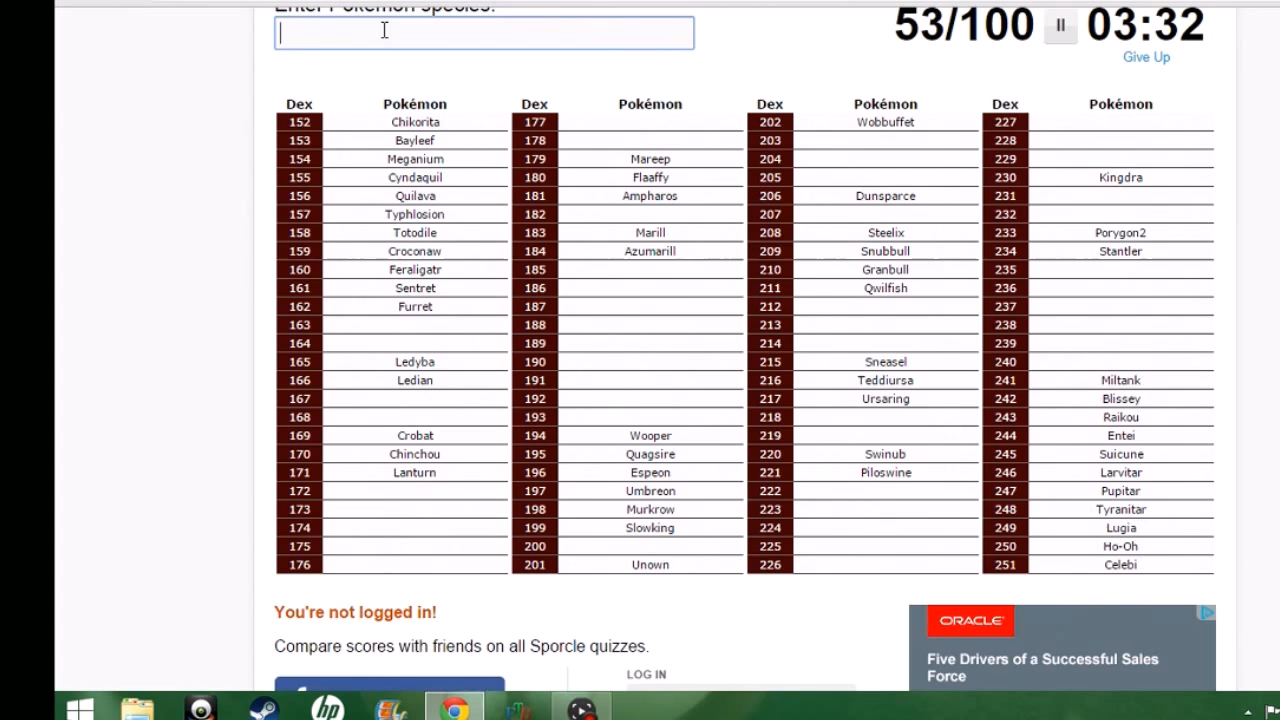 Enter Pokémon species:
53/100 03:32
Give Up
Dex Pokémon Dex Pokémon Dex Pokémon Dex Pokémon
152 Chikorita 177 202 Wobbuffet 227
153 Bayleef 178 203 228
154 Meganium 179 Mareep 204 229
155 Cyndaquil 180 Flaaffy 205 230 Kingdra
156 Quilava 181 Ampharos 206 Dunsparce 231
157 Typhlosion 182 207 232
158 Totodile 183 Marill 208 Steelix 233 Porygon2
159 Croconaw 184 Azumarill 209 Snubbull 234 Stantler
160 Feraligatr 185 210 Granbull 235
161 Sentret 186 211 Qwilfish 236
162 Furret 187 212 237
163 188 213 238
164 189 214 239
165 Ledyba 190 215 Sneasel 240
166 Ledian 191 216 Teddiursa 241 Miltank
167 192 217 Ursaring 242 Blissey
168 193 218 243 Raikou
169 Crobat 194 Wooper 219 244 Entei
170 Chinchou 195 Quagsire 220 Swinub 245 Suicune
171 Lanturn 196 Espeon 221 Piloswine 246 Larvitar
172 197 Umbreon 222 247 Pupitar
173 198 Murkrow 223 248 Tyranitar
174 199 Slowking 224 249 Lugia
175 200 225 250 Ho-Oh
176 201 Unown 226 251 Celebi
You're not logged in!
Compare scores with friends on all Sporcle quizzes.
LOG IN
ORACLE
Five Drivers of a Successful Sales
Force
hp